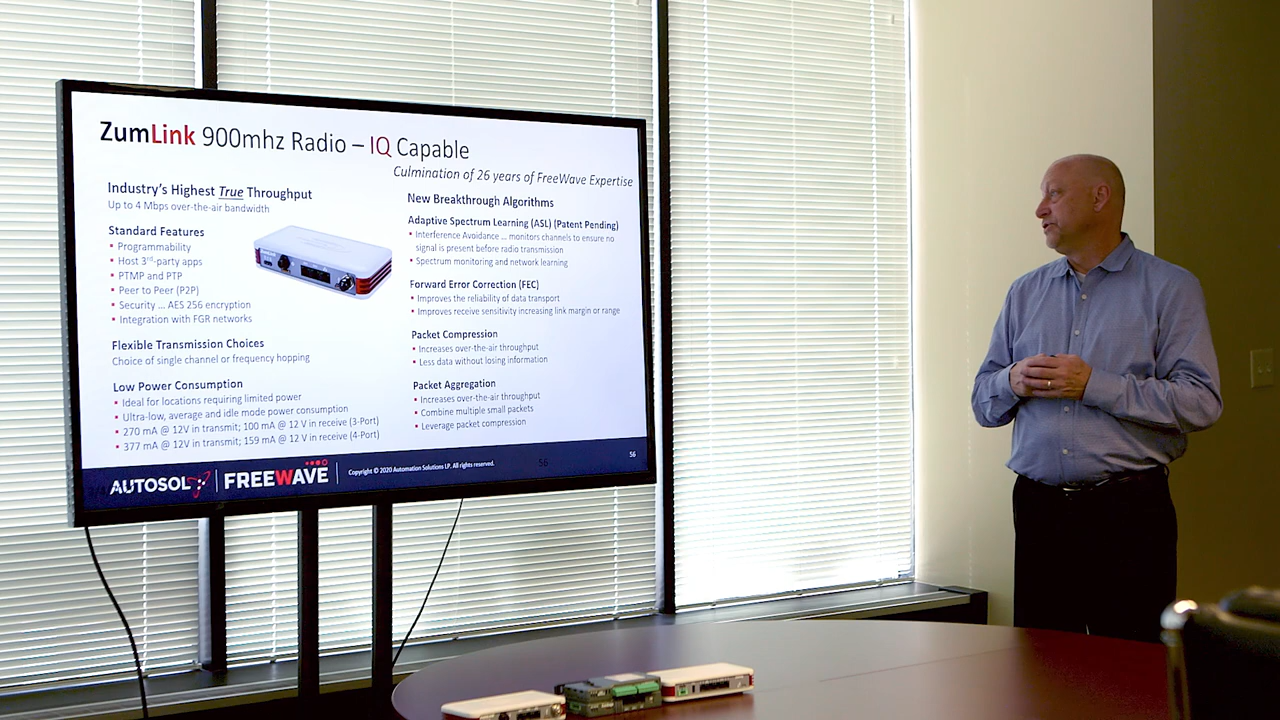 ZumLink 900mhz Radio – IQ Capable
Culmination of 26 years of FreeWave Expertise
Industry's Highest True Throughput
Up to 4 Mbps over-the-air bandwidth
Standard Features
▪ Programmability
▪ Host 3rd-party apps
▪ PTMP and PTP
▪ Peer to Peer (P2P)
▪ Security ... AES 256 encryption
▪ Integration with FGR networks
Flexible Transmission Choices
Choice of single channel or frequency hopping
Low Power Consumption
▪ Ideal for locations requiring limited power
▪ Ultra-low, average and idle mode power consumption
▪ 270 mA @ 12V in transmit; 100 mA @ 12 V in receive (3-Port)
▪ 377 mA @ 12V in transmit; 159 mA @ 12 V in receive (4-Port)
New Breakthrough Algorithms
Adaptive Spectrum Learning (ASL) (Patent Pending)
▪ Interference Avoidance ... monitors channels to ensure no
signal is present before radio transmission
▪ Spectrum monitoring and network learning
Forward Error Correction (FEC)
▪ Improves the reliability of data transport
▪ Improves receive sensitivity increasing link margin or range
Packet Compression
▪ Increases over-the-air throughput
▪ Less data without losing information
Packet Aggregation
▪ Increases over-the-air throughput
▪ Combine multiple small packets
▪ Leverage packet compression
AUTOSOL FREEWAVE Copyright © 2020 Automation Solutions LP. All rights reserved. 56 56